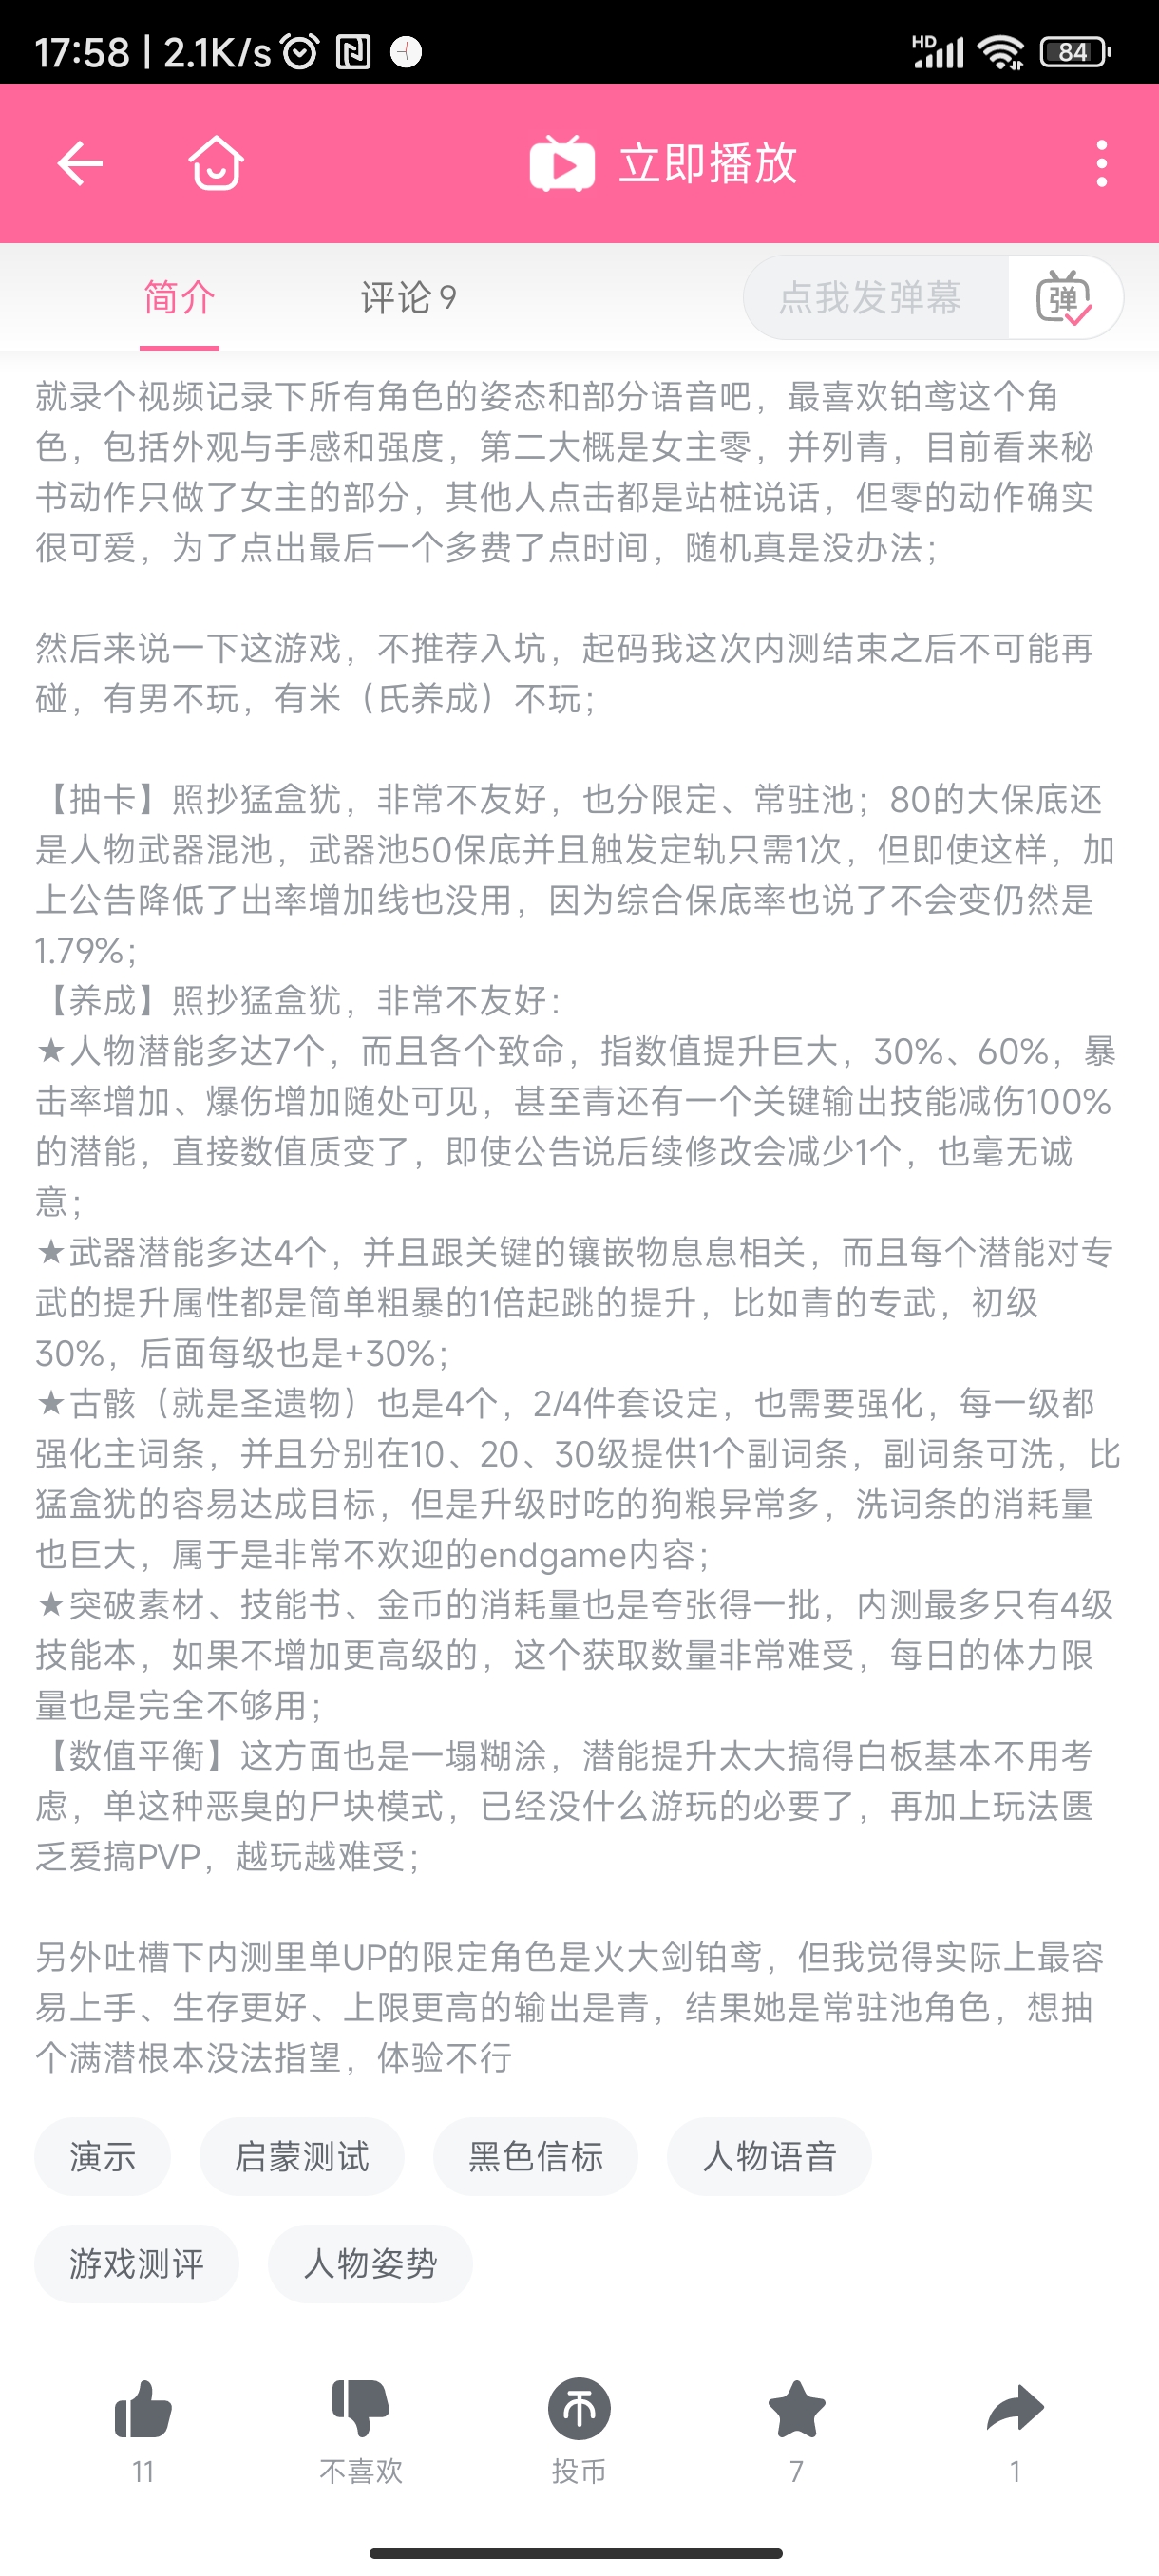 17:58 | 2.1K/s HD 84
立即播放
简介 评论 9 点我发弹幕 弹
就录个视频记录下所有角色的姿态和部分语音吧，最喜欢铂鸢这个角
色，包括外观与手感和强度，第二大概是女主零，并列青，目前看来秘
书动作只做了女主的部分，其他人点击都是站桩说话，但零的动作确实
很可爱，为了点出最后一个多费了点时间，随机真是没办法；
然后来说一下这游戏，不推荐入坑，起码我这次内测结束之后不可能再
碰，有男不玩，有米（氏养成）不玩；
【抽卡】照抄猛盒犹，非常不友好，也分限定、常驻池；80的大保底还
是人物武器混池，武器池50保底并且触发定轨只需1次，但即使这样，加
上公告降低了出率增加线也没用，因为综合保底率也说了不会变仍然是
1.79%；
【养成】照抄猛盒犹，非常不友好：
★人物潜能多达7个，而且各个致命，指数值提升巨大，30%、60%，暴
击率增加、爆伤增加随处可见，甚至青还有一个关键输出技能减伤100%
的潜能，直接数值质变了，即使公告说后续修改会减少1个，也毫无诚
意；
★武器潜能多达4个，并且跟关键的镶嵌物息息相关，而且每个潜能对专
武的提升属性都是简单粗暴的1倍起跳的提升，比如青的专武，初级
30%，后面每级也是+30%；
★古骸（就是圣遗物）也是4个，2/4件套设定，也需要强化，每一级都
强化主词条，并且分别在10、20、30级提供1个副词条，副词条可洗，比
猛盒犹的容易达成目标，但是升级时吃的狗粮异常多，洗词条的消耗量
也巨大，属于是非常不欢迎的endgame内容；
★突破素材、技能书、金币的消耗量也是夸张得一批，内测最多只有4级
技能本，如果不增加更高级的，这个获取数量非常难受，每日的体力限
量也是完全不够用；
【数值平衡】这方面也是一塌糊涂，潜能提升太大搞得白板基本不用考
虑，单这种恶臭的尸块模式，已经没什么游玩的必要了，再加上玩法匮
乏爱搞PVP，越玩越难受；
另外吐槽下内测里单UP的限定角色是火大剑铂鸢，但我觉得实际上最容
易上手、生存更好、上限更高的输出是青，结果她是常驻池角色，想抽
个满潜根本没法指望，体验不行
演示 启蒙测试 黑色信标 人物语音
游戏测评 人物姿势
11 不喜欢 投币 7 1